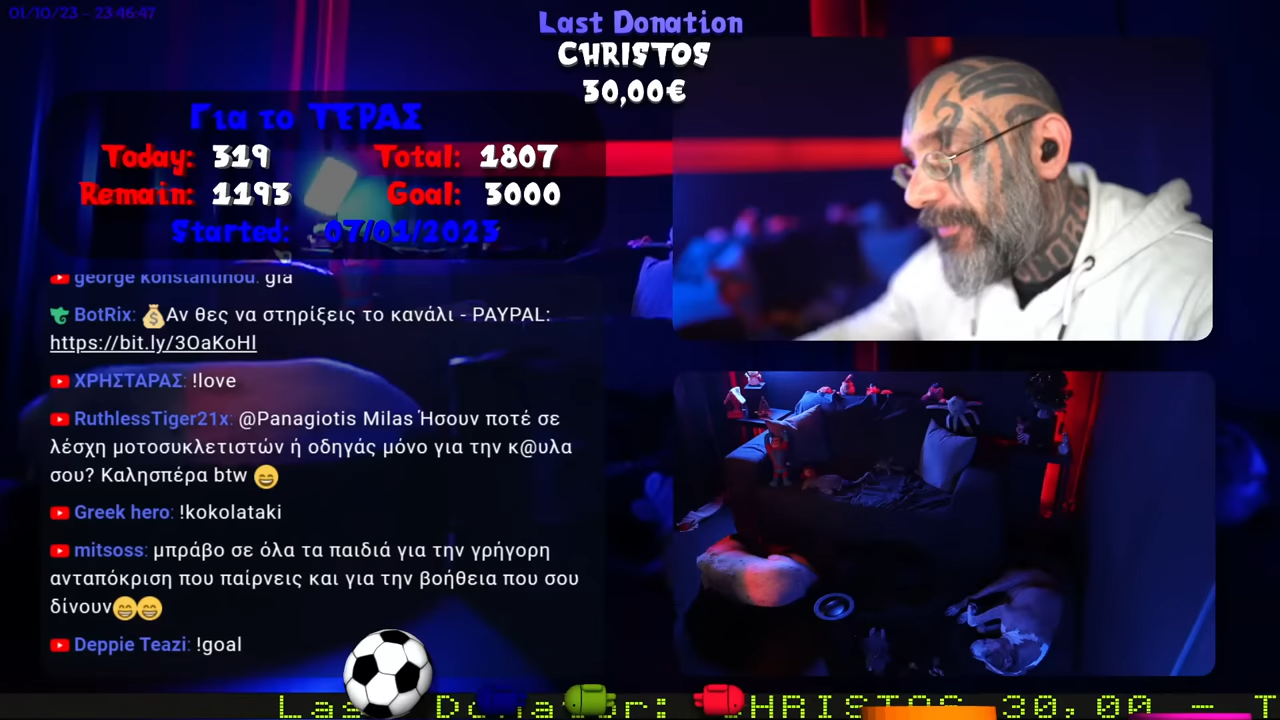 01/10/23 - 23:46:47
Last Donation
CHRISTOS
30,00€
Για το ΤΕΡΑΣ
Today: 319 Total: 1807
Remain: 1193 Goal: 3000
Started: 07/01/2023
george konstantinou: gia
BotRix: Αν θες να στηρίξεις το κανάλι - PAYPAL:
https://bit.ly/3OaKoHl
ΧΡΗΣΤΑΡΑΣ: !love
RuthlessTiger21x: @Panagiotis Milas Ήσουν ποτέ σε
λέσχη μοτοσυκλετιστών ή οδηγάς μόνο για την κ@υλα
σου? Καλησπέρα btw 😄
Greek hero: !kokolataki
mitsoss: μπράβο σε όλα τα παιδιά για την γρήγορη
ανταπόκριση που παίρνεις και για την βοήθεια που σου
δίνουν😄😄
Deppie Teazi: !goal
CHRISTOS 30,00 -